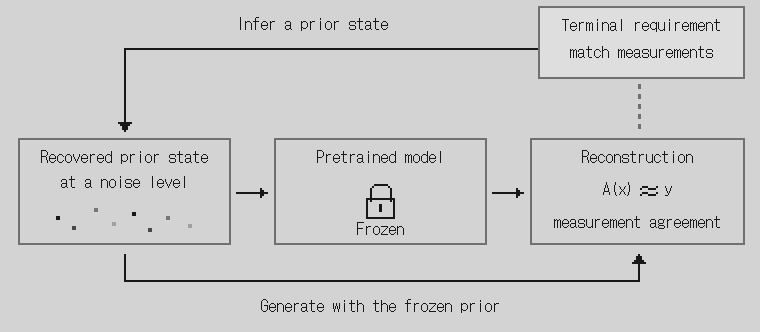 Infer a prior state
Terminal requirement
match measurements
Recovered prior state
at a noise level
Pretrained model
Frozen
Reconstruction
A(x) ≈ y
measurement agreement
Generate with the frozen prior